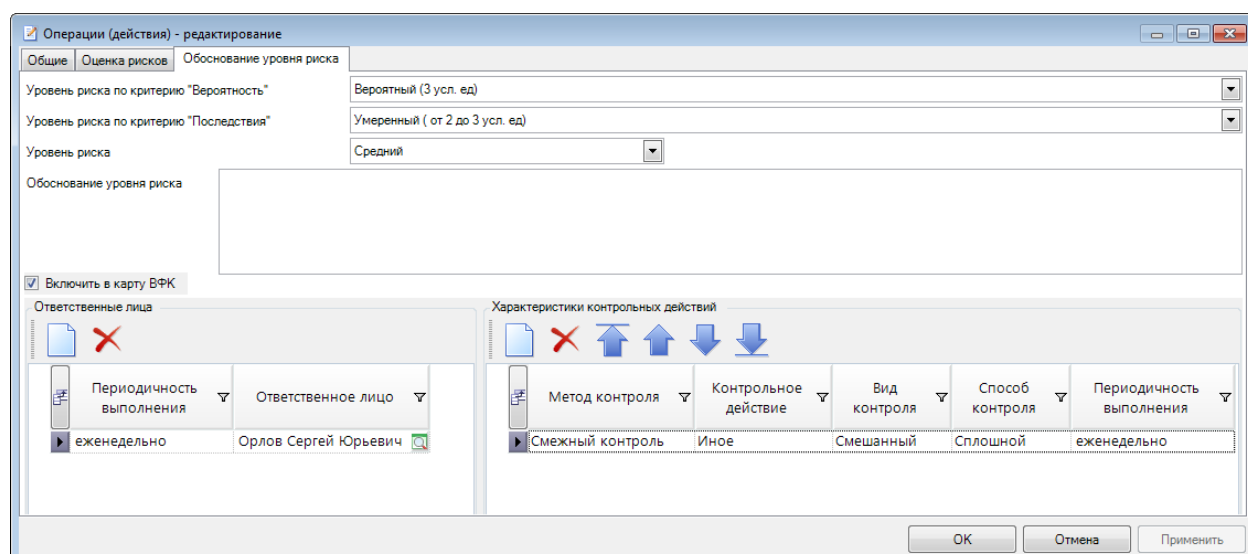 Операции (действия) - редактирование
Общие Оценка рисков Обоснование уровня риска
Уровень риска по критерию "Вероятность" Вероятный (3 усл. ед)
Уровень риска по критерию "Последствия" Умеренный ( от 2 до 3 усл. ед)
Уровень риска Средний
Обоснование уровня риска
Включить в карту ВФК
Ответственные лица Характеристики контрольных действий
Периодичность выполнения Ответственное лицо Метод контроля Контрольное действие Вид контроля Способ контроля Периодичность выполнения
еженедельно Орлов Сергей Юрьевич Смежный контроль Иное Смешанный Сплошной еженедельно
OK Отмена Применить